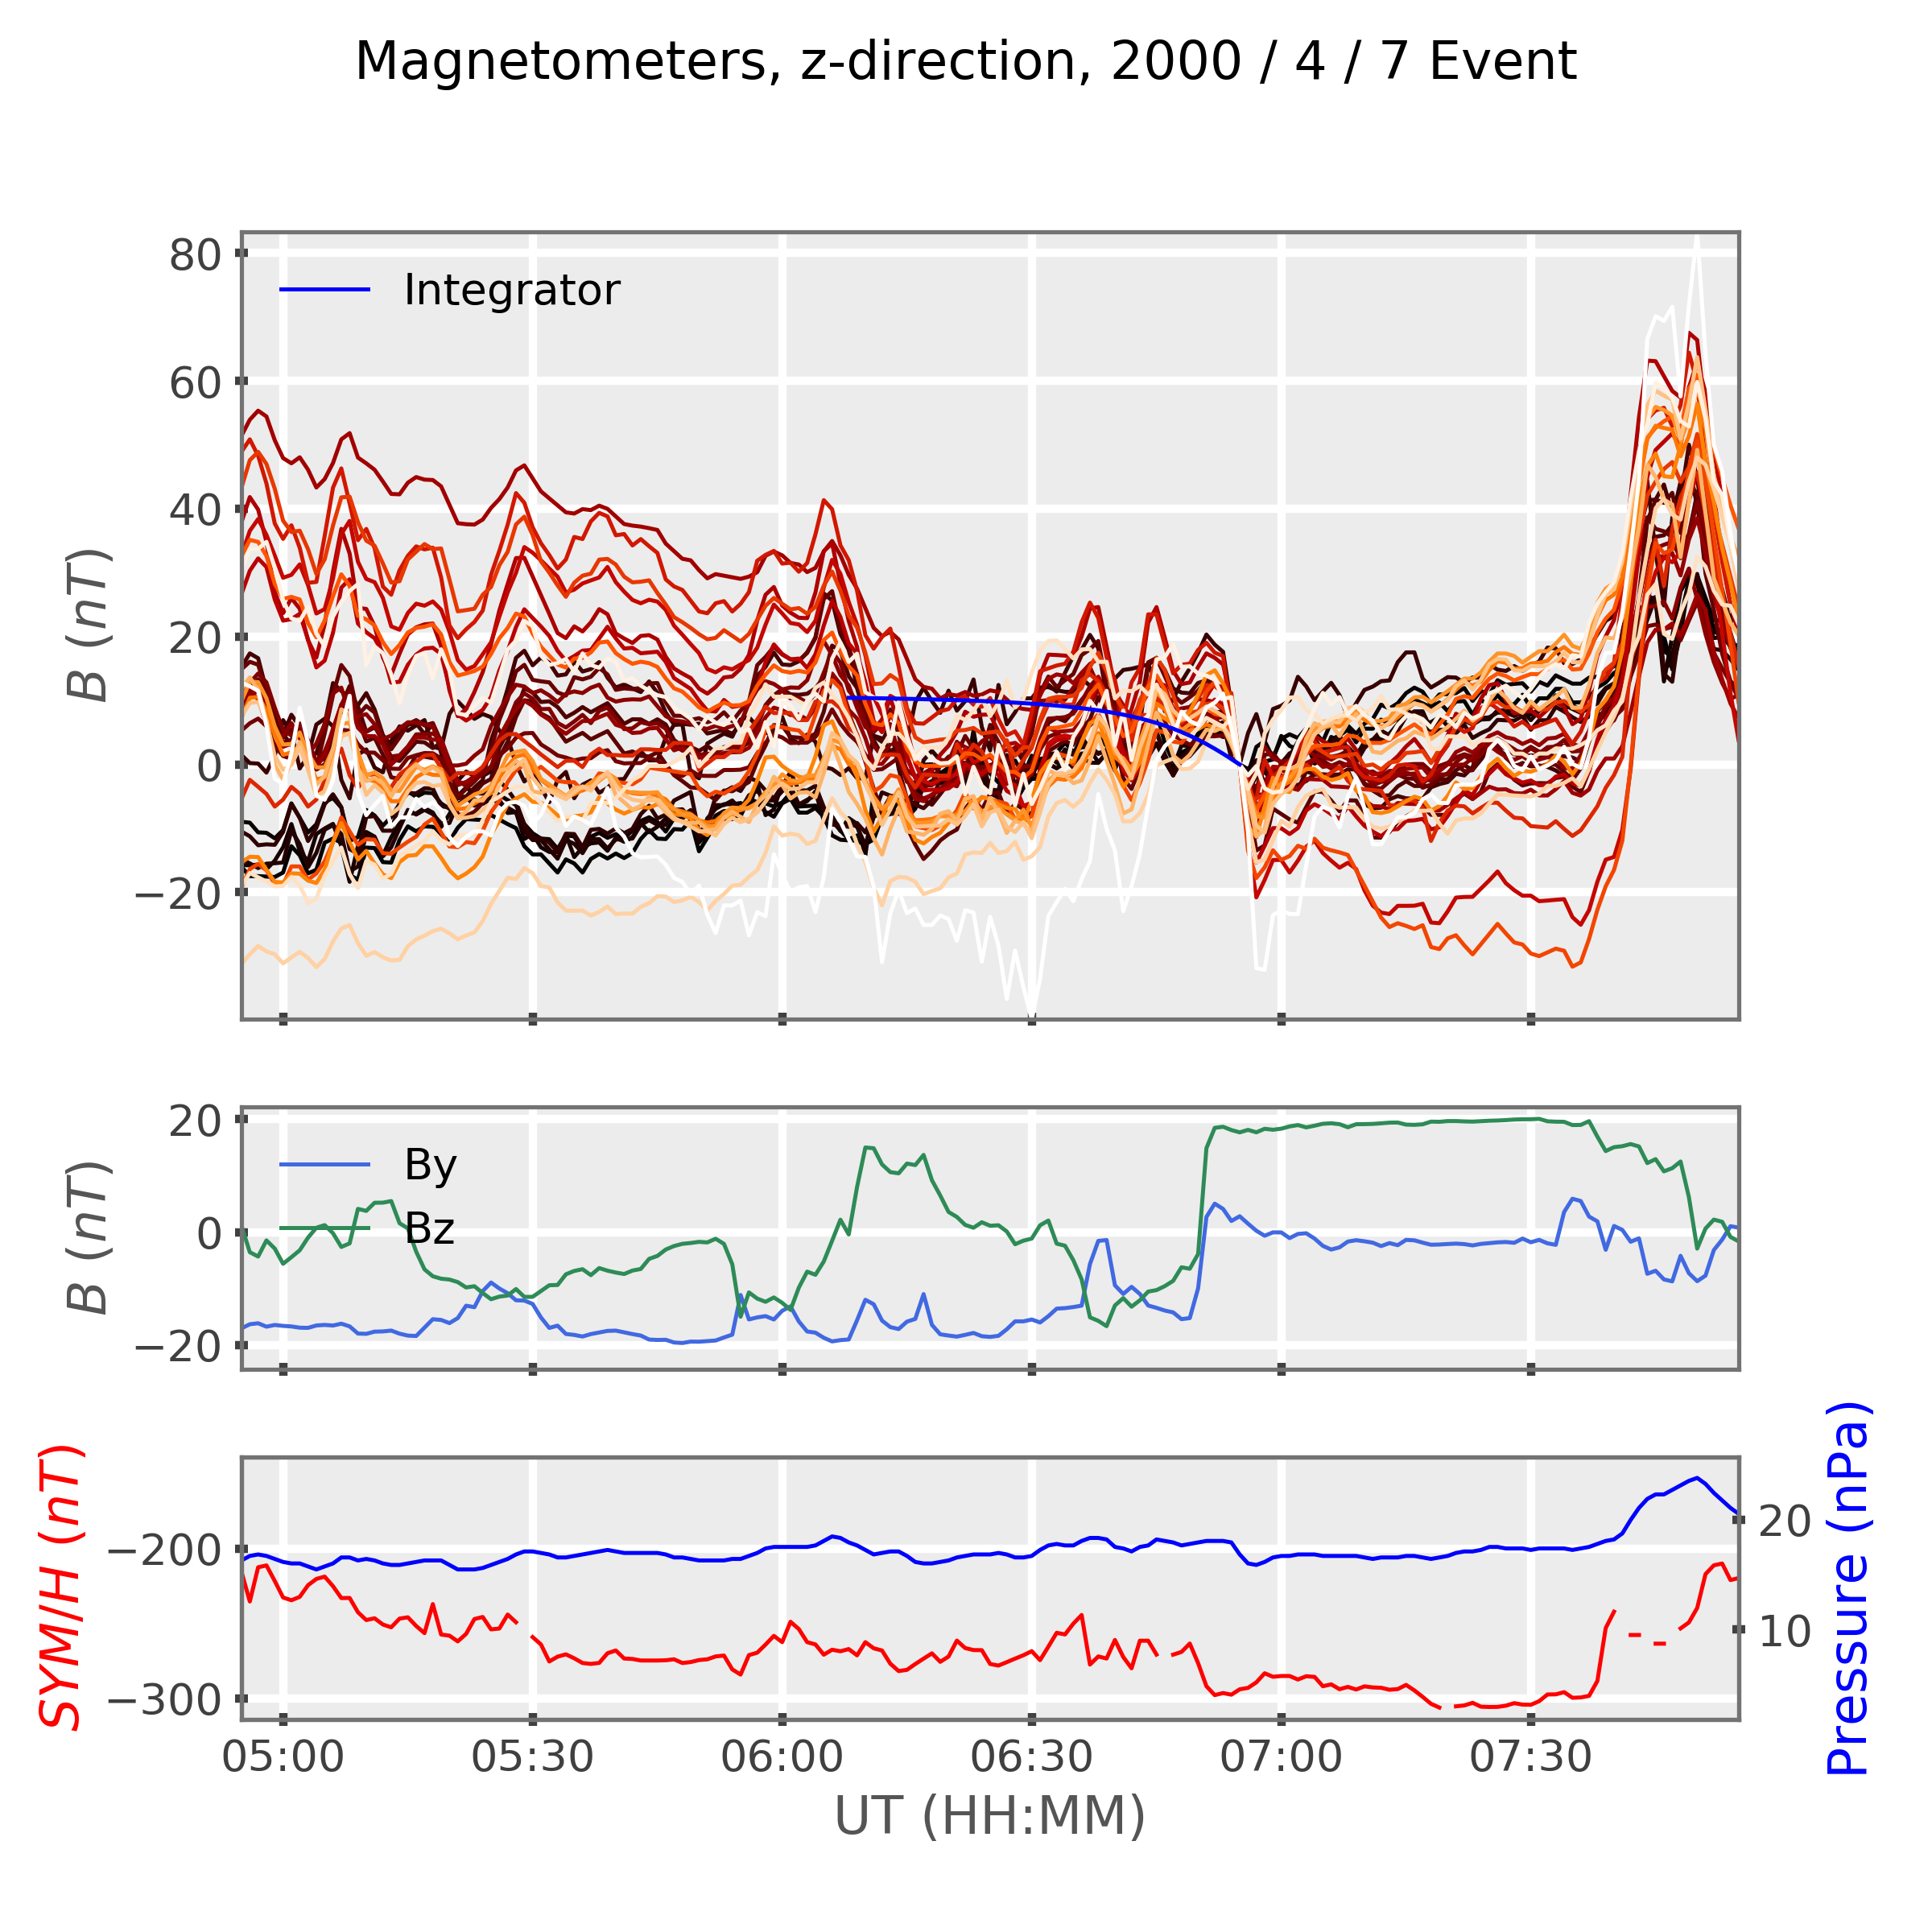 Magnetometers, z-direction, 2000 / 4 / 7 Event
80
60
40
20
0
−20
B (nT)
Integrator
20
0
−20
B (nT)
By
Bz
−200
−300
SYM/H (nT)
20
10
Pressure (nPa)
05:00 05:30 06:00 06:30 07:00 07:30
UT (HH:MM)